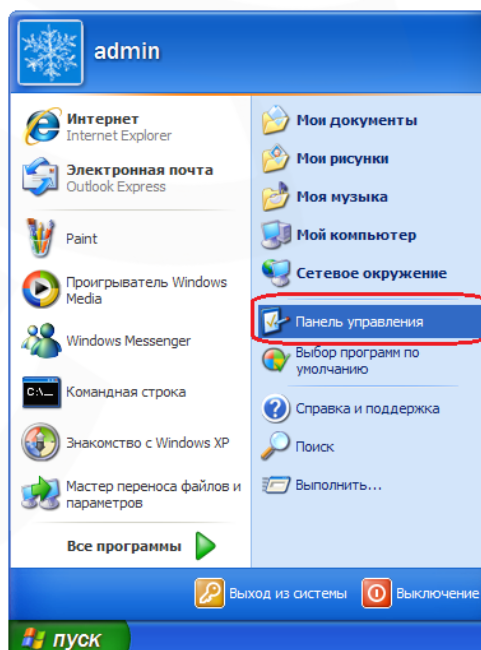 admin
Интернет
Internet Explorer
Электронная почта
Outlook Express
Paint
Проигрыватель Windows
Media
Windows Messenger
C:\_
Командная строка
Знакомство с Windows XP
Мастер переноса файлов и
параметров
Все программы
Мои документы
Мои рисунки
Моя музыка
Мой компьютер
Сетевое окружение
Панель управления
Выбор программ по
умолчанию
Справка и поддержка
Поиск
Выполнить...
Выход из системы
Выключение
пуск